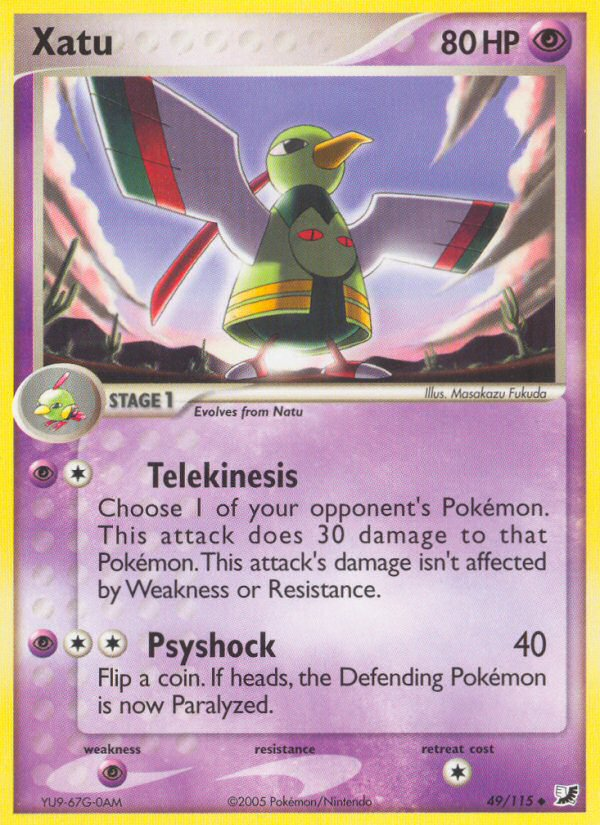 Xatu
80 HP
Illus. Masakazu Fukuda
STAGE 1
Evolves from Natu
Telekinesis
Choose 1 of your opponent's Pokémon.
This attack does 30 damage to that
Pokémon. This attack's damage isn't affected
by Weakness or Resistance.
Psyshock 40
Flip a coin. If heads, the Defending Pokémon
is now Paralyzed.
weakness resistance retreat cost
YU9-67G-0AM ©2005 Pokémon/Nintendo 49/115